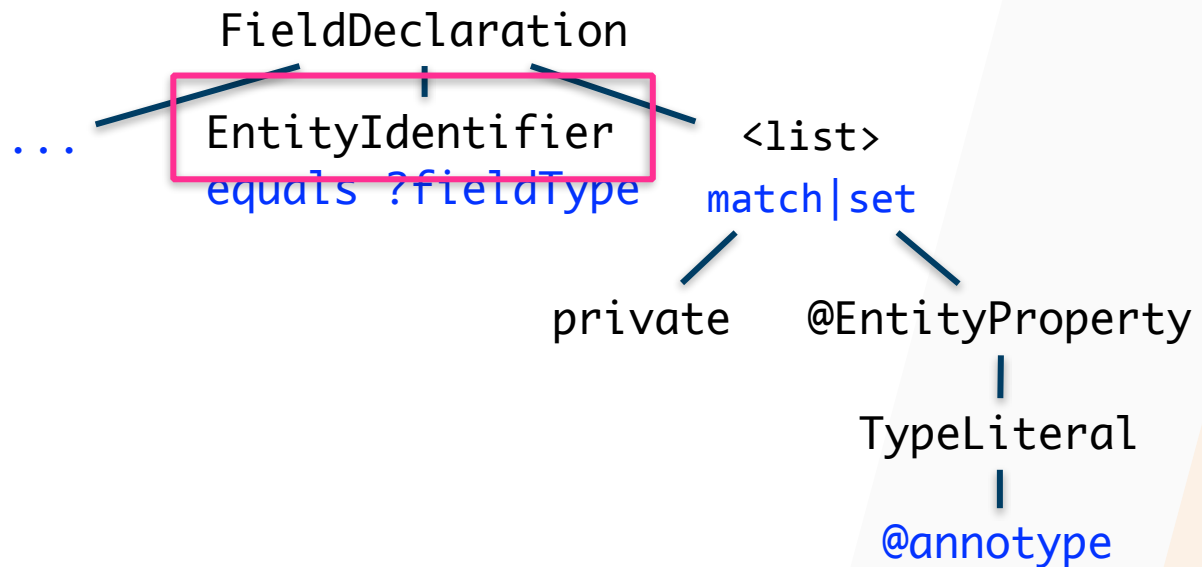 FieldDeclaration
... EntityIdentifier <list>
equals ?fieldType match|set
private @EntityProperty
TypeLiteral
@annotype